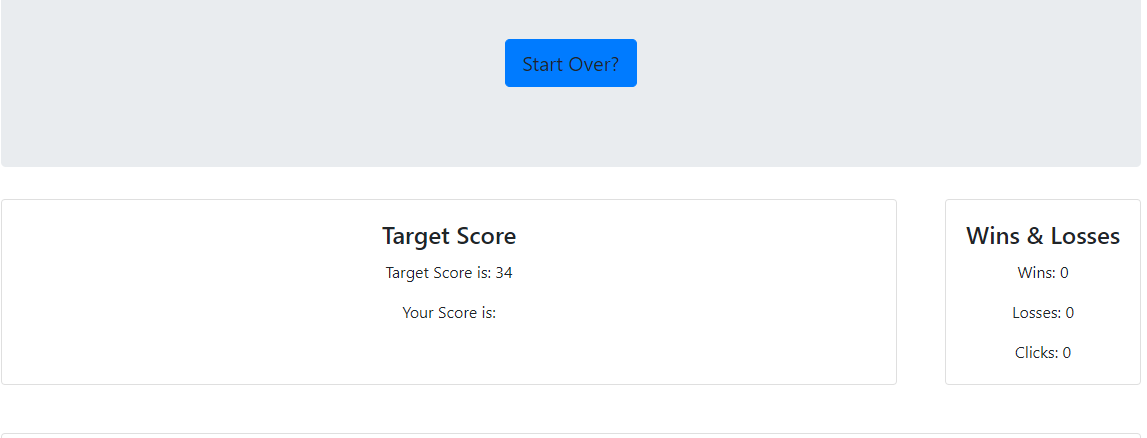 Start Over?
Target Score
Target Score is: 34
Your Score is:
Wins & Losses
Wins: 0
Losses: 0
Clicks: 0